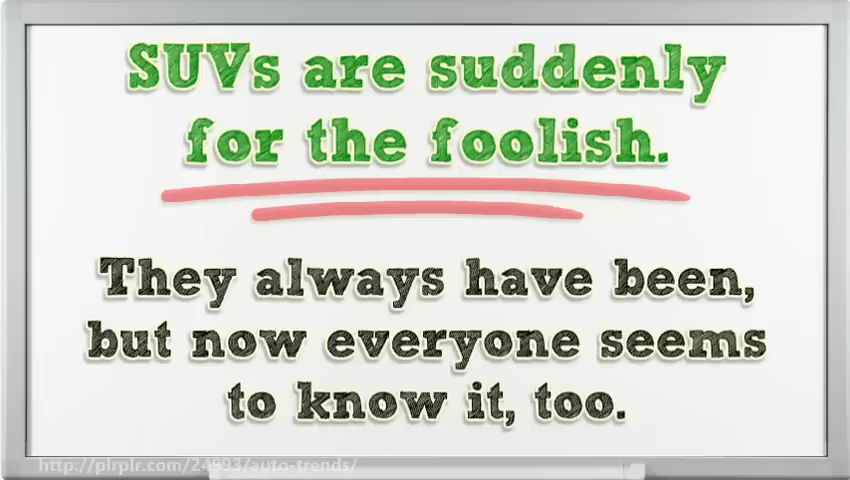 SUVs are suddenly
for the foolish.
They always have been,
but now everyone seems
to know it, too.
http://plrplr.com/24993/auto-trends/